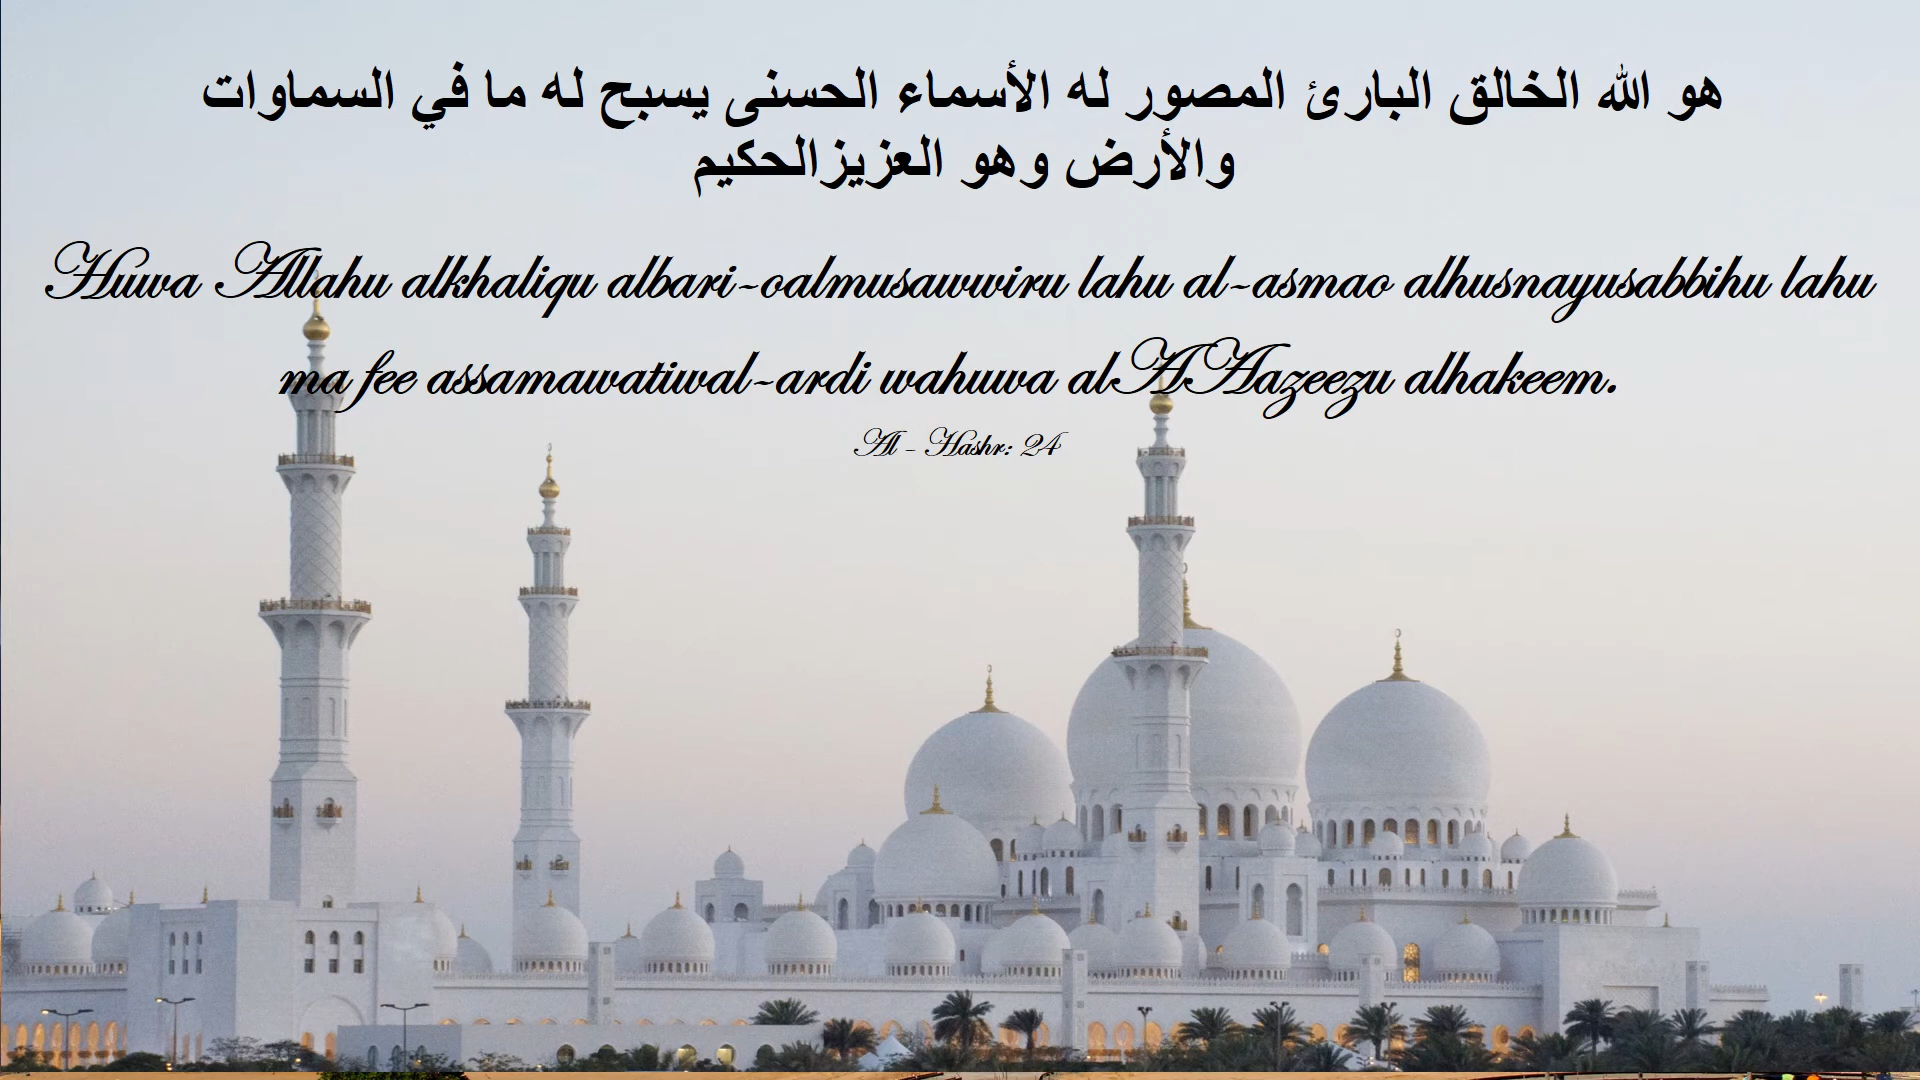 هو الله الخالق البارئ المصور له الأسماء الحسنى يسبح له ما في السماوات
والأرض وهو العزيزالحكيم
Huwa Allahu alkhaliqu albari-oalmusawwiru lahu al-asmao alhusnayusabbihu lahu
ma fee assamawatiwal-ardi wahuwa alAAazeezu alhakeem.
Al - Hashr: 24